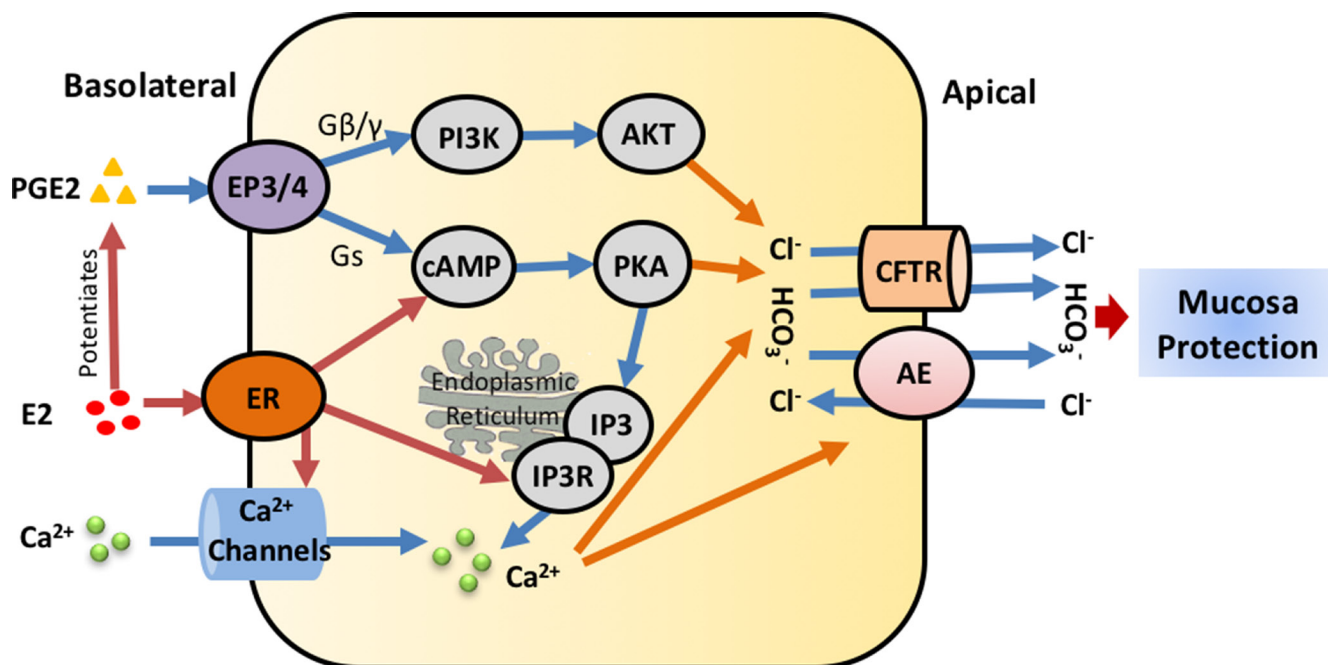 Basolateral
Apical
Gβ/γ
PI3K
AKT
PGE2
EP3/4
Gs
cAMP
PKA
Cl⁻
CFTR
Cl⁻
HCO₃⁻
HCO₃⁻
Mucosa
Protection
Potentiates
E2
ER
Endoplasmic
Reticulum
IP3
IP3R
AE
Cl⁻
Cl⁻
Ca²⁺
Ca²⁺
Channels
Ca²⁺